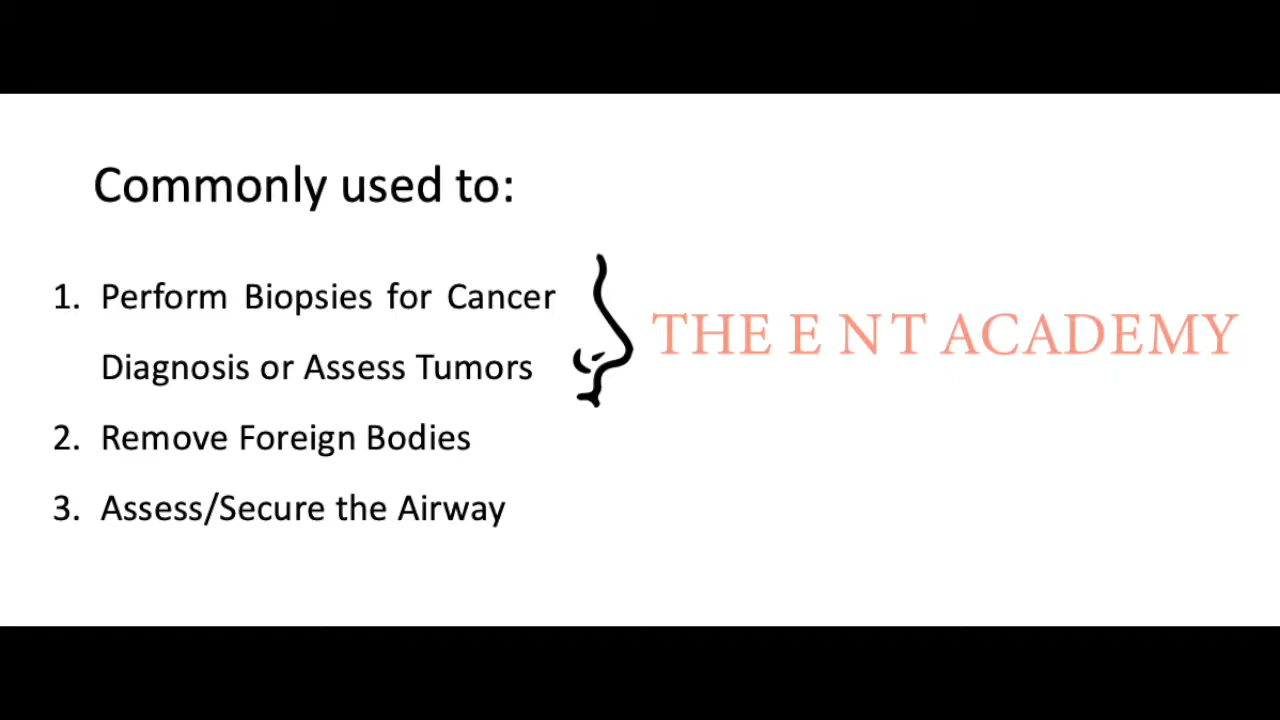 Commonly used to:
1. Perform Biopsies for Cancer
Diagnosis or Assess Tumors
2. Remove Foreign Bodies
3. Assess/Secure the Airway
THE E N T ACADEMY